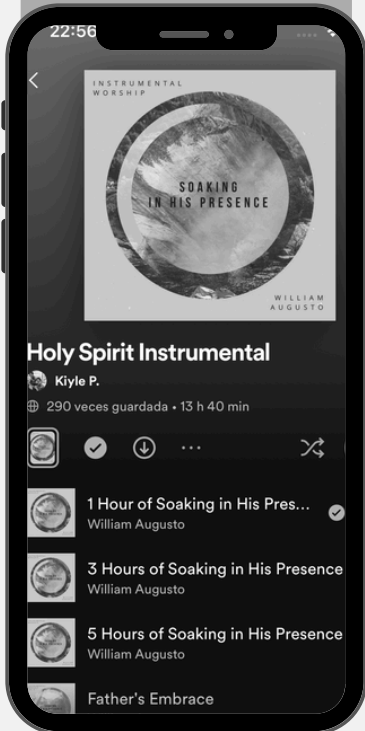 22:56
INSTRUMENTAL
WORSHIP
SOAKING
IN HIS PRESENCE
WILLIAM
AUGUSTO
Holy Spirit Instrumental
Kiyle P.
290 veces guardada • 13 h 40 min
1 Hour of Soaking in His Pres...
William Augusto
3 Hours of Soaking in His Presence
William Augusto
5 Hours of Soaking in His Presence
William Augusto
Father's Embrace